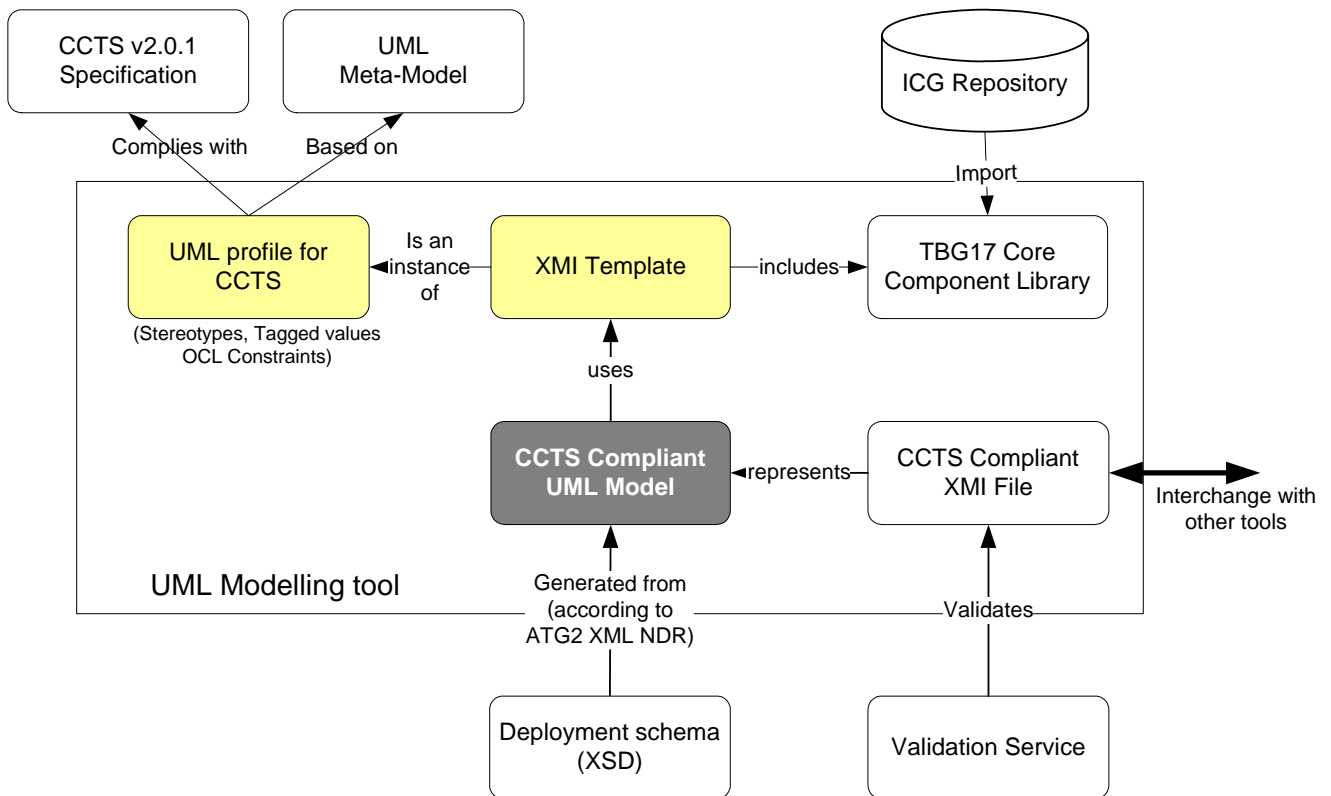 CCTS v2.0.1
Specification
UML
Meta-Model
ICG Repository
Complies with
Based on
Import
UML profile for
CCTS
Is an
instance
of
XMI Template
includes
TBG17 Core
Component Library
(Stereotypes, Tagged values
OCL Constraints)
uses
CCTS Compliant
UML Model
represents
CCTS Compliant
XMI File
Interchange with
other tools
UML Modelling tool
Generated from
(according to
ATG2 XML NDR)
Validates
Deployment schema
(XSD)
Validation Service